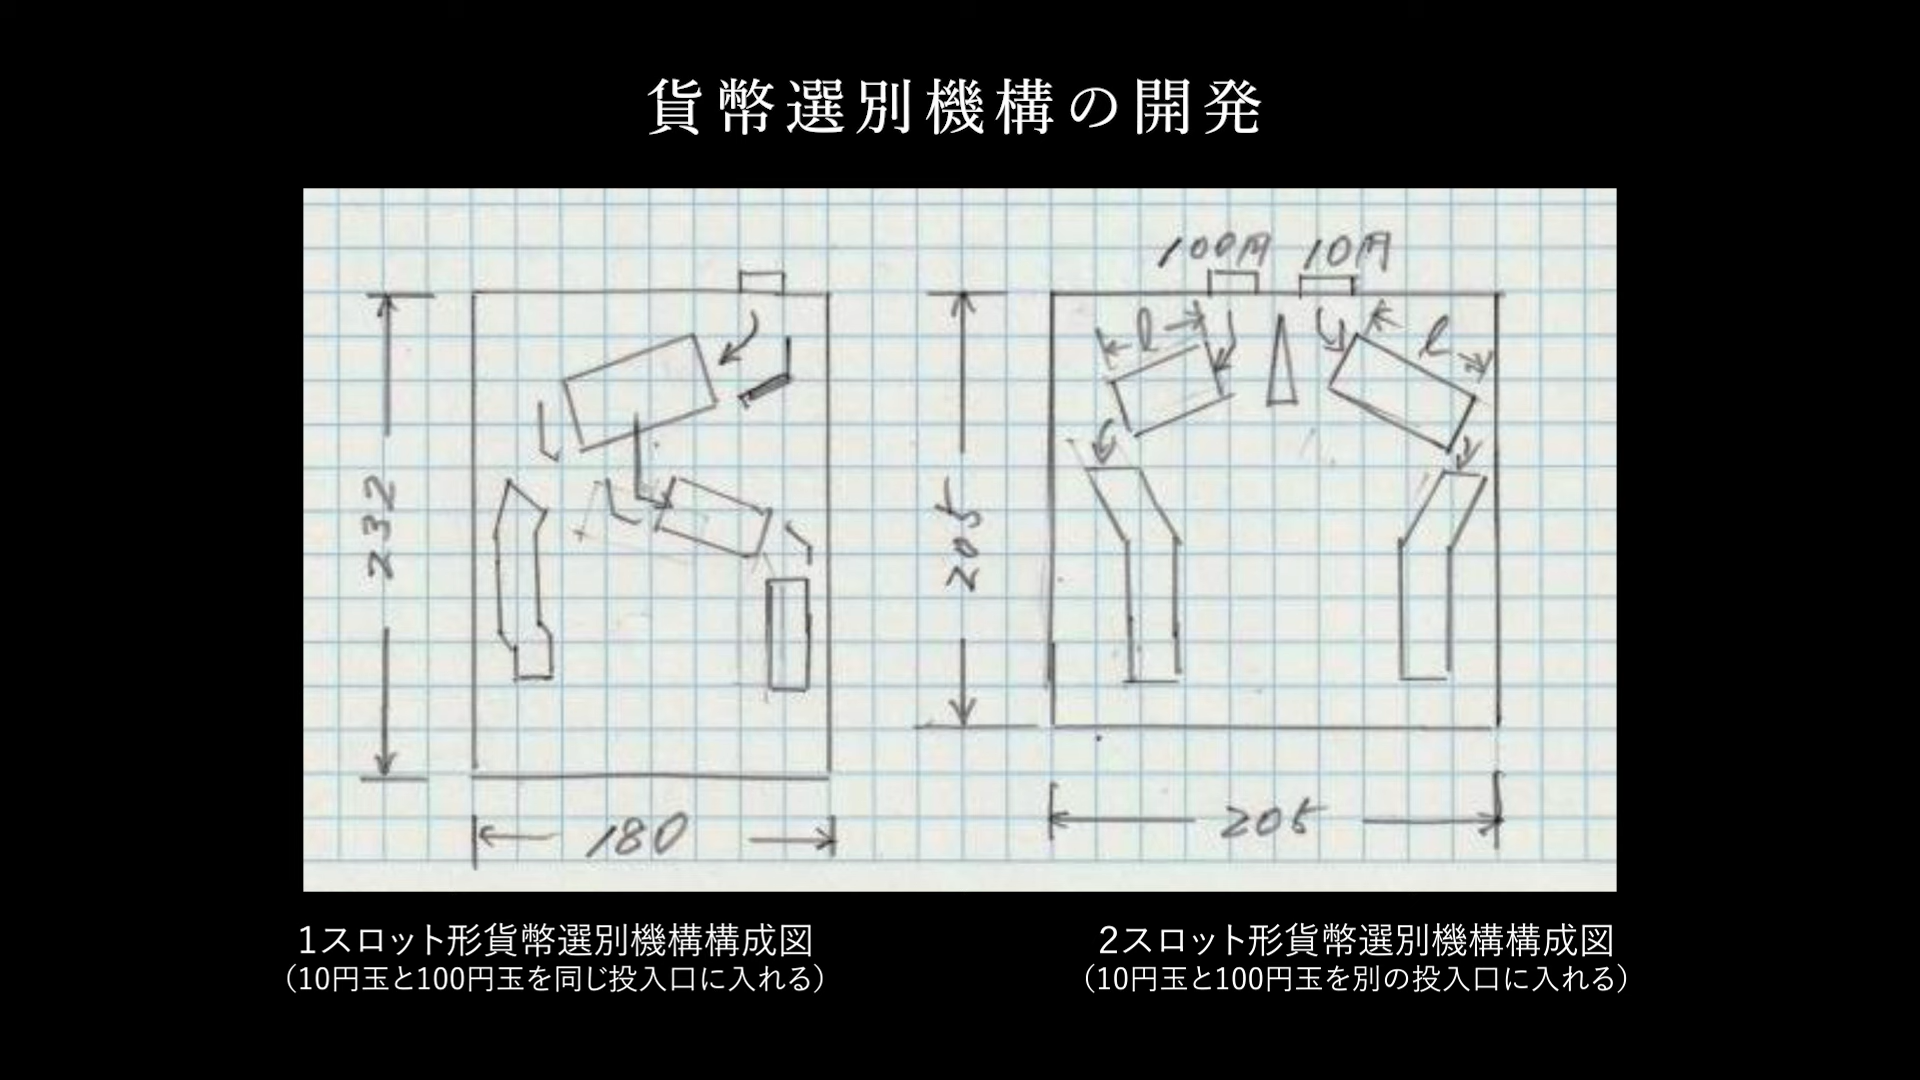 貨幣選別機構の開発
100円 10円
l l
232
205
180
205
1スロット形貨幣選別機構構成図
（10円玉と100円玉を同じ投入口に入れる）
2スロット形貨幣選別機構構成図
（10円玉と100円玉を別の投入口に入れる）